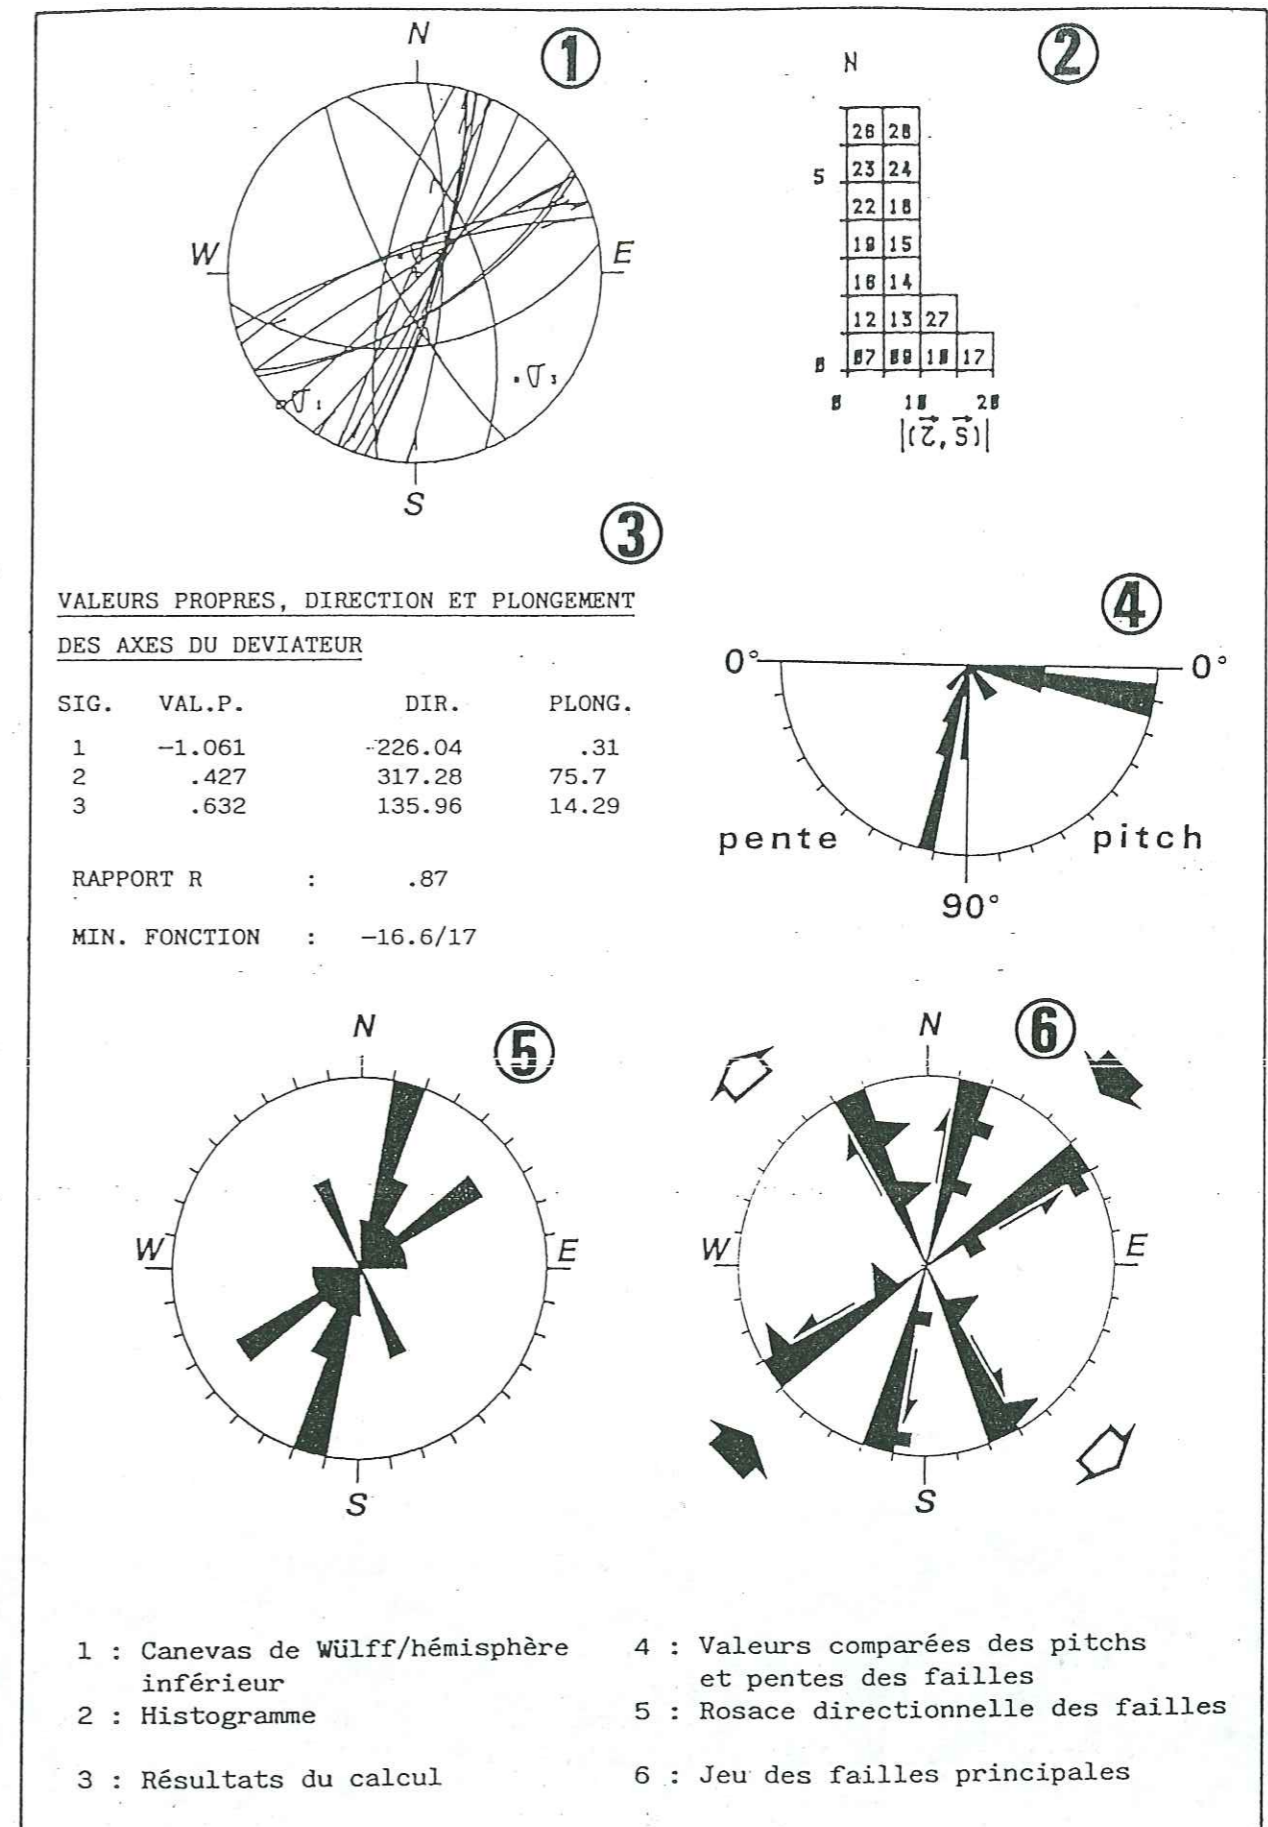 N
1
W
E
σ 1
σ 3
S
2
N
26 28
5 23 24
22 18
19 15
16 14
12 13 27
0 07 09 10 17
0 10 20
|(τ, s)|
3
VALEURS PROPRES, DIRECTION ET PLONGEMENT
DES AXES DU DEVIATEUR
SIG. VAL.P. DIR. PLONG.
1 -1.061 -226.04 .31
2 .427 317.28 75.7
3 .632 135.96 14.29
RAPPORT R : .87
MIN. FONCTION : -16.6/17
4
0° 0°
pente pitch
90°
N
5
W E
S
N
6
W E
S
1 : Canevas de Wülff/hémisphère
inférieur
2 : Histogramme
3 : Résultats du calcul
4 : Valeurs comparées des pitchs
et pentes des failles
5 : Rosace directionnelle des failles
6 : Jeu des failles principales